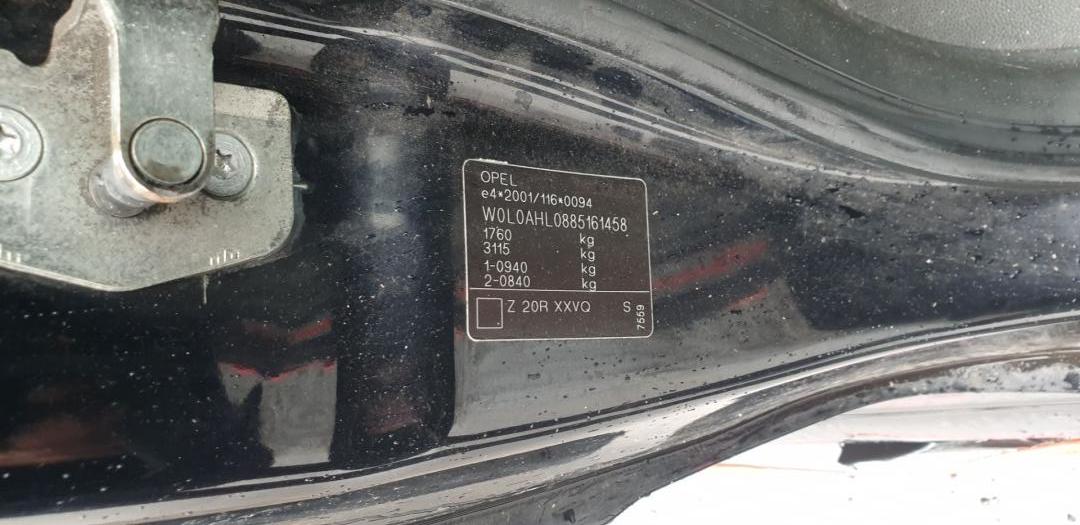 OPEL
e4*2001/116*0094
W0L0AHL0885161458
1760 kg
3115 kg
1-0940 kg
2-0840 kg
Z 20R XXVQ S
7559